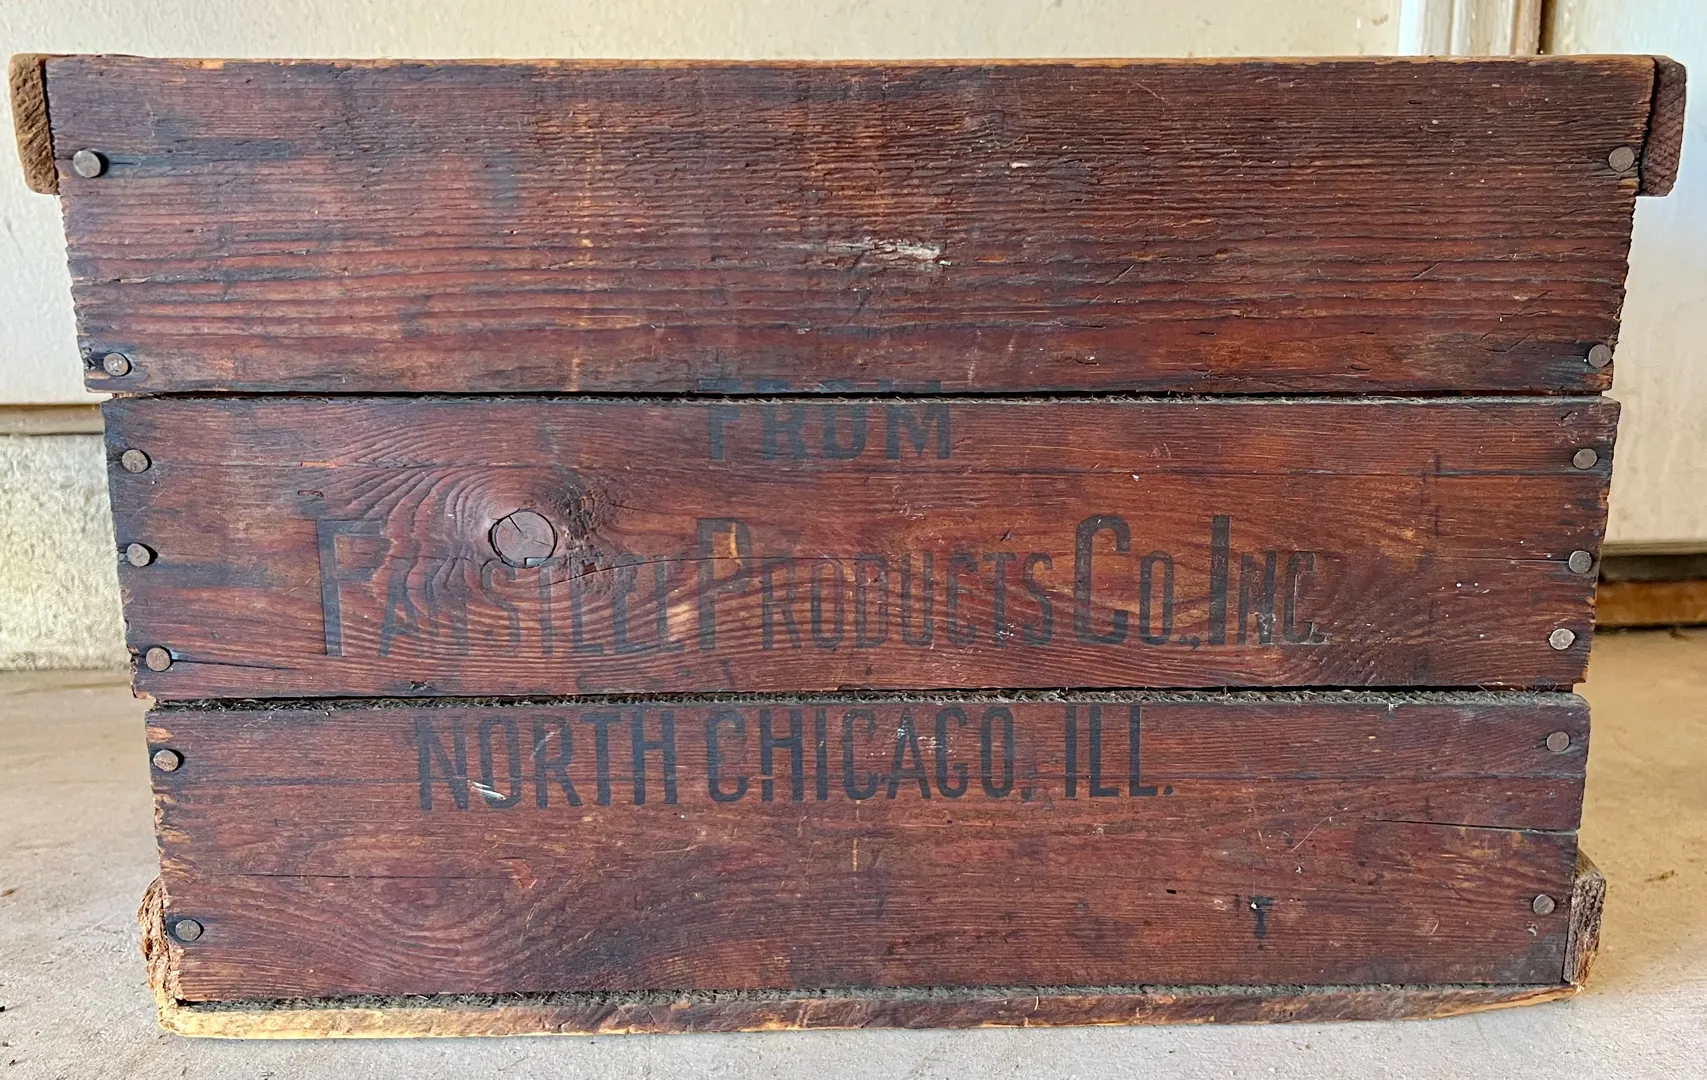 FROM
FANSTEEL PRODUCTS CO., INC.
NORTH CHICAGO, ILL.